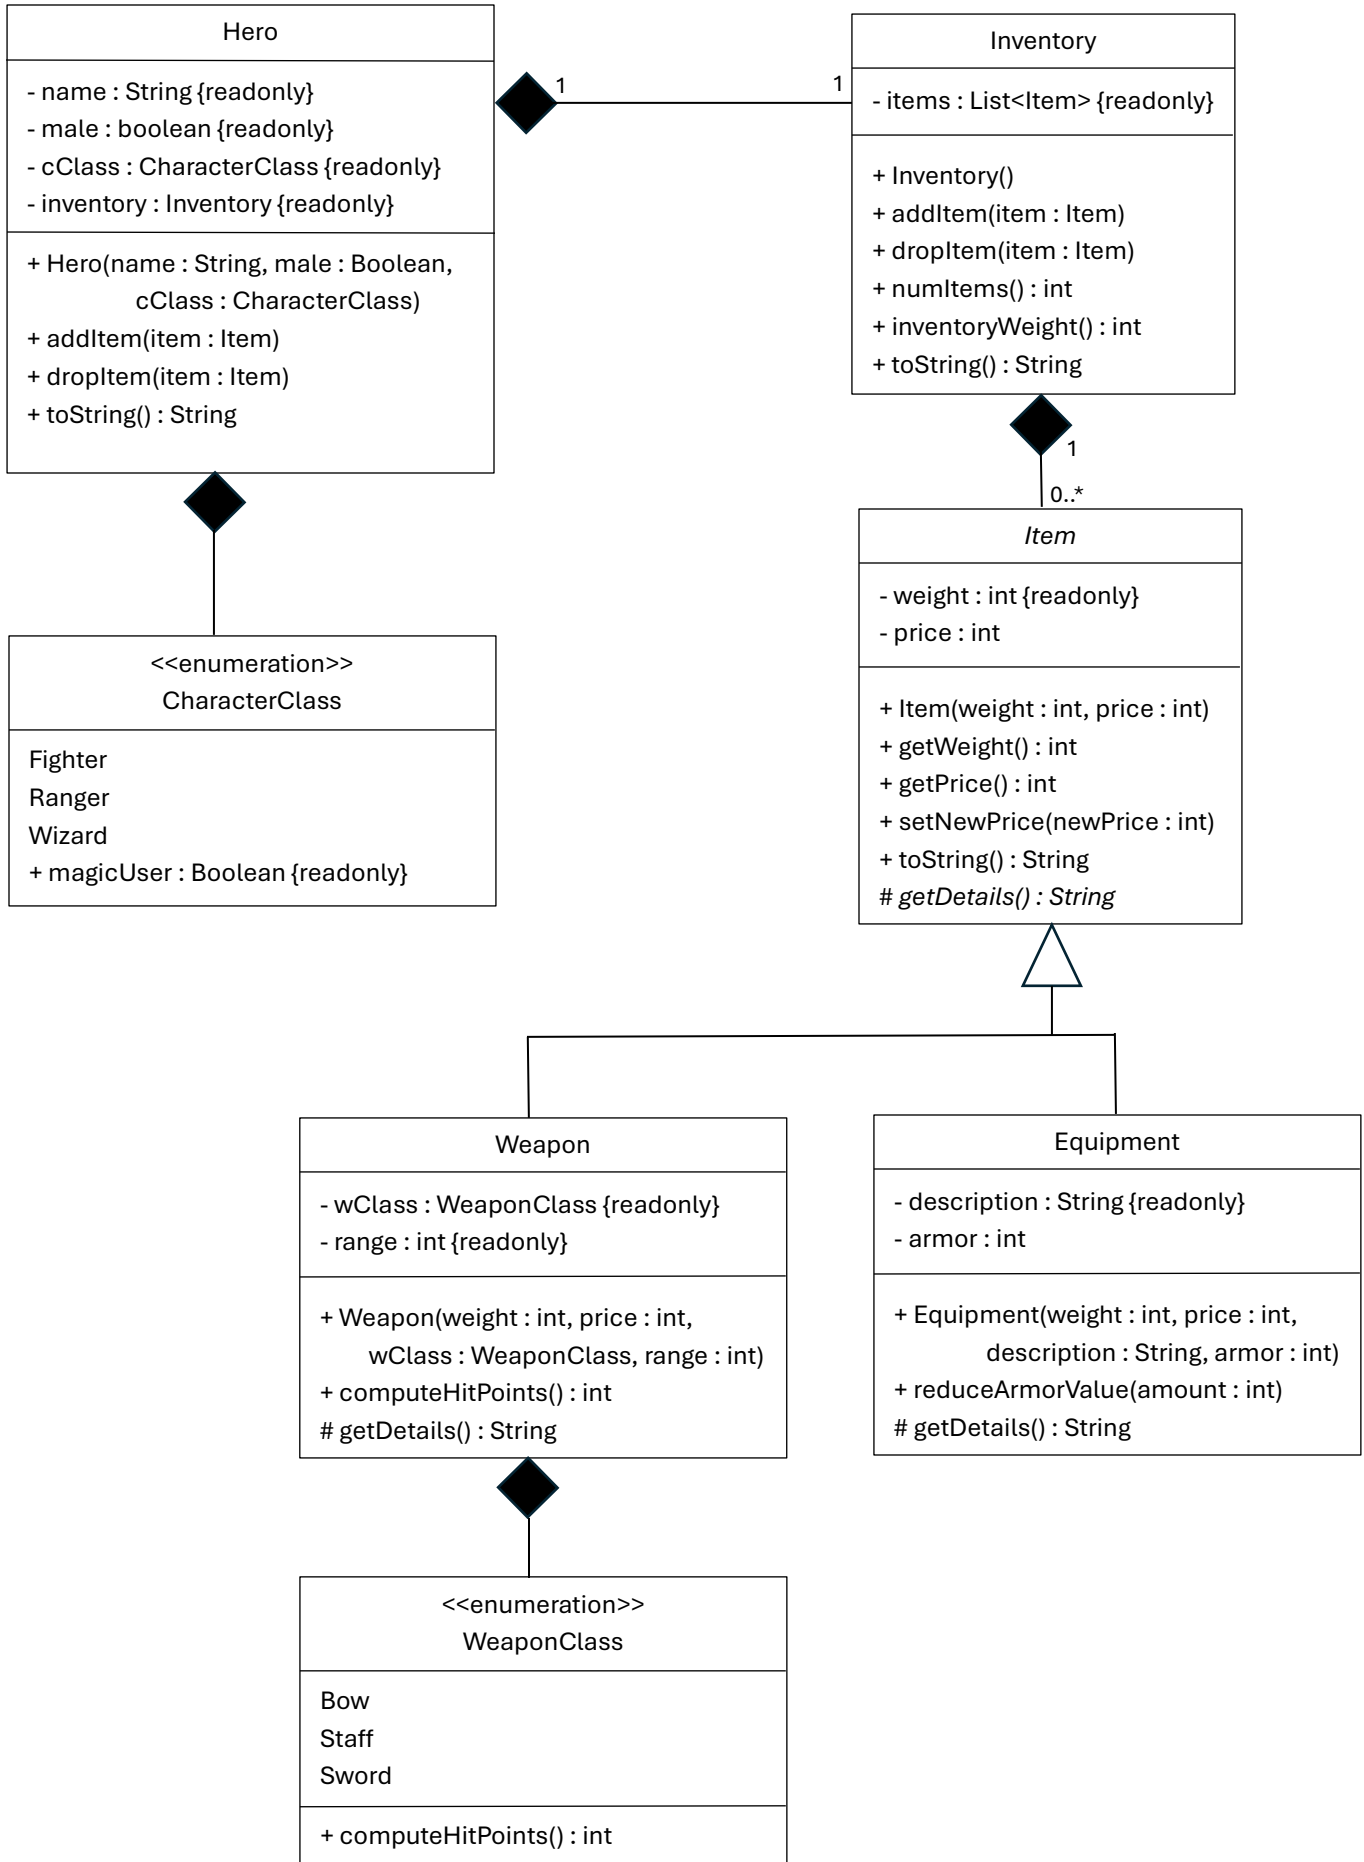 Hero
- name : String {readonly}
- male : boolean {readonly}
- cClass : CharacterClass {readonly}
- inventory : Inventory {readonly}
+ Hero(name : String, male : Boolean,
cClass : CharacterClass)
+ addItem(item : Item)
+ dropItem(item : Item)
+ toString() : String
1
1
Inventory
- items : List<Item> {readonly}
+ Inventory()
+ addItem(item : Item)
+ dropItem(item : Item)
+ numItems() : int
+ inventoryWeight() : int
+ toString() : String
1
0..*
<<enumeration>>
CharacterClass
Fighter
Ranger
Wizard
+ magicUser : Boolean {readonly}
Item
- weight : int {readonly}
- price : int
+ Item(weight : int, price : int)
+ getWeight() : int
+ getPrice() : int
+ setNewPrice(newPrice : int)
+ toString() : String
# getDetails() : String
Weapon
- wClass : WeaponClass {readonly}
- range : int {readonly}
+ Weapon(weight : int, price : int,
wClass : WeaponClass, range : int)
+ computeHitPoints() : int
# getDetails() : String
Equipment
- description : String {readonly}
- armor : int
+ Equipment(weight : int, price : int,
description : String, armor : int)
+ reduceArmorValue(amount : int)
# getDetails() : String
<<enumeration>>
WeaponClass
Bow
Staff
Sword
+ computeHitPoints() : int